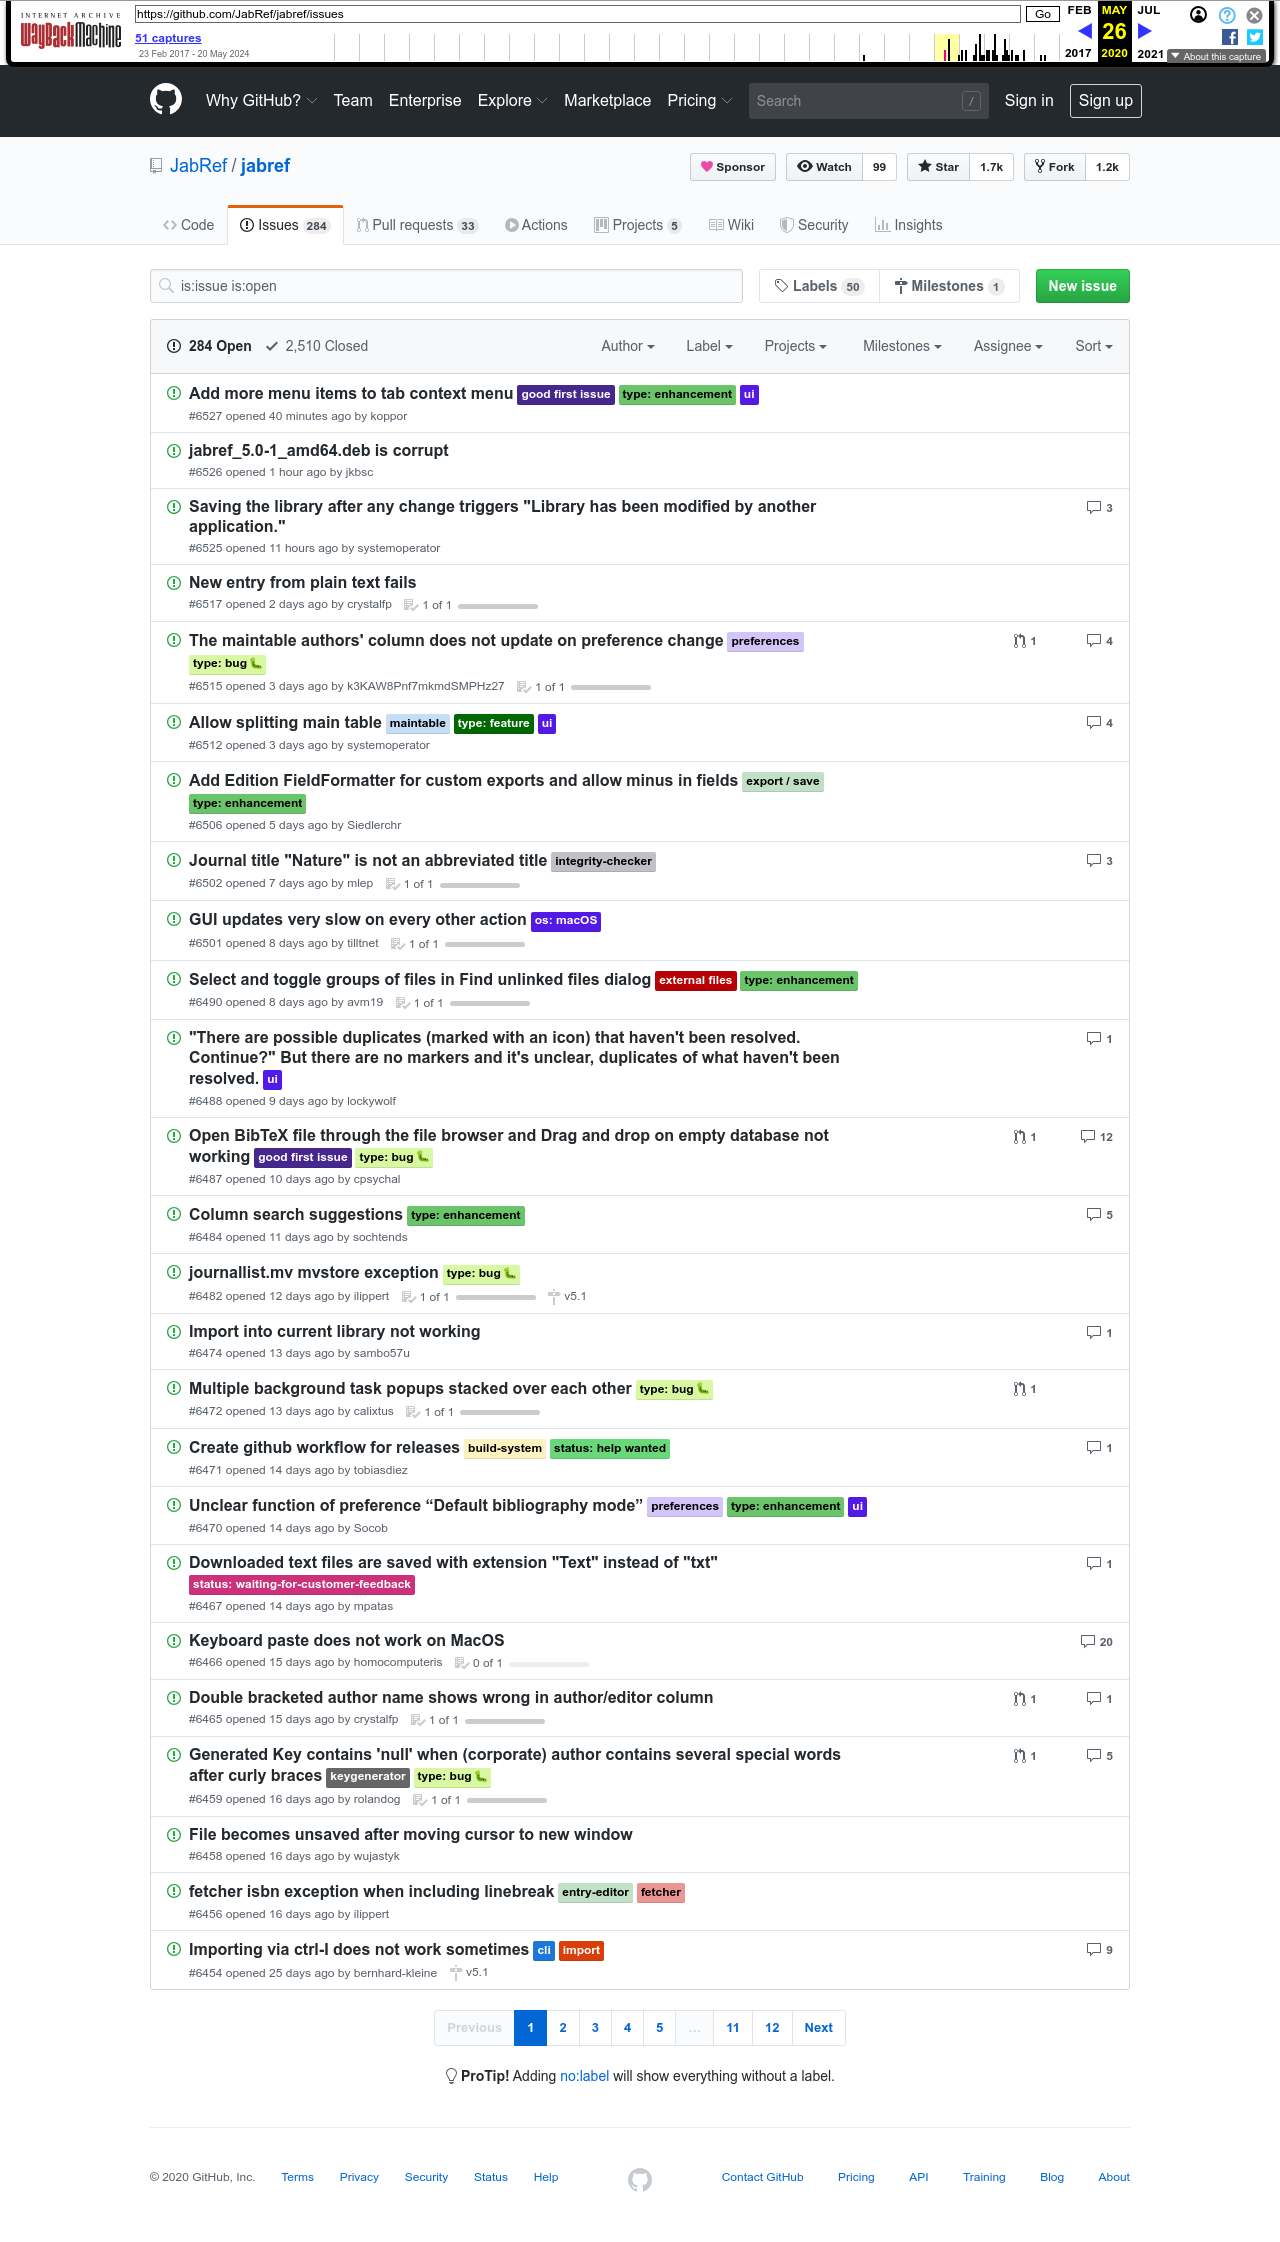 INTERNET ARCHIVE
WayBackMachine
https://github.com/JabRef/jabref/issues
Go
FEB MAY JUL
51 captures
26
23 Feb 2017 - 20 May 2024
2017 2020 2021
About this capture
Why GitHub? Team Enterprise Explore Marketplace Pricing Search / Sign in Sign up
JabRef / jabref
Sponsor Watch 99 Star 1.7k Fork 1.2k
Code Issues 284 Pull requests 33 Actions Projects 5 Wiki Security Insights
is:issue is:open Labels 50 Milestones 1 New issue
284 Open 2,510 Closed Author Label Projects Milestones Assignee Sort
Add more menu items to tab context menu good first issue type: enhancement ui
#6527 opened 40 minutes ago by koppor
jabref_5.0-1_amd64.deb is corrupt
#6526 opened 1 hour ago by jkbsc
Saving the library after any change triggers "Library has been modified by another 3
application."
#6525 opened 11 hours ago by systemoperator
New entry from plain text fails
#6517 opened 2 days ago by crystalfp 1 of 1
The maintable authors' column does not update on preference change preferences 1 4
type: bug
#6515 opened 3 days ago by k3KAW8Pnf7mkmdSMPHz27 1 of 1
Allow splitting main table maintable type: feature ui 4
#6512 opened 3 days ago by systemoperator
Add Edition FieldFormatter for custom exports and allow minus in fields export / save
type: enhancement
#6506 opened 5 days ago by Siedlerchr
Journal title "Nature" is not an abbreviated title integrity-checker 3
#6502 opened 7 days ago by mlep 1 of 1
GUI updates very slow on every other action os: macOS
#6501 opened 8 days ago by tilltnet 1 of 1
Select and toggle groups of files in Find unlinked files dialog external files type: enhancement
#6490 opened 8 days ago by avm19 1 of 1
"There are possible duplicates (marked with an icon) that haven't been resolved. 1
Continue?" But there are no markers and it's unclear, duplicates of what haven't been
resolved. ui
#6488 opened 9 days ago by lockywolf
Open BibTeX file through the file browser and Drag and drop on empty database not 1 12
working good first issue type: bug
#6487 opened 10 days ago by cpsychal
Column search suggestions type: enhancement 5
#6484 opened 11 days ago by sochtends
journallist.mv mvstore exception type: bug
#6482 opened 12 days ago by ilippert 1 of 1 v5.1
Import into current library not working 1
#6474 opened 13 days ago by sambo57u
Multiple background task popups stacked over each other type: bug 1
#6472 opened 13 days ago by calixtus 1 of 1
Create github workflow for releases build-system status: help wanted 1
#6471 opened 14 days ago by tobiasdiez
Unclear function of preference “Default bibliography mode” preferences type: enhancement ui
#6470 opened 14 days ago by Socob
Downloaded text files are saved with extension "Text" instead of "txt" 1
status: waiting-for-customer-feedback
#6467 opened 14 days ago by mpatas
Keyboard paste does not work on MacOS 20
#6466 opened 15 days ago by homocomputeris 0 of 1
Double bracketed author name shows wrong in author/editor column 1 1
#6465 opened 15 days ago by crystalfp 1 of 1
Generated Key contains 'null' when (corporate) author contains several special words 1 5
after curly braces keygenerator type: bug
#6459 opened 16 days ago by rolandog 1 of 1
File becomes unsaved after moving cursor to new window
#6458 opened 16 days ago by wujastyk
fetcher isbn exception when including linebreak entry-editor fetcher
#6456 opened 16 days ago by ilippert
Importing via ctrl-I does not work sometimes cli import 9
#6454 opened 25 days ago by bernhard-kleine v5.1
Previous 1 2 3 4 5 … 11 12 Next
ProTip! Adding no:label will show everything without a label.
© 2020 GitHub, Inc. Terms Privacy Security Status Help Contact GitHub Pricing API Training Blog About